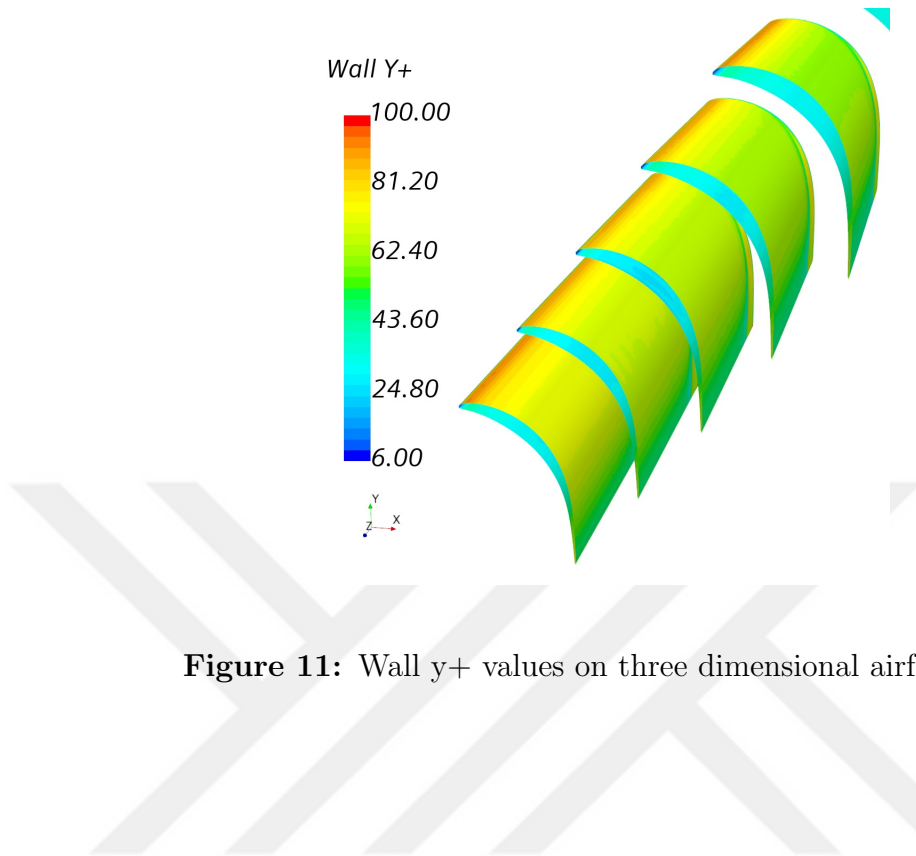 Wall Y+
100.00
81.20
62.40
43.60
24.80
6.00
Y
Z X
Figure 11: Wall y+ values on three dimensional airf